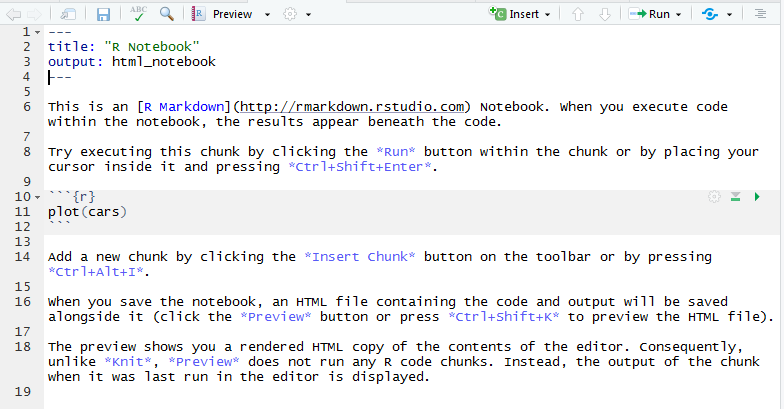 ABC
R
Preview
Insert
Run
1 ---
2 title: "R Notebook"
3 output: html_notebook
4 ---
5
6 This is an [R Markdown](http://rmarkdown.rstudio.com) Notebook. When you execute code
within the notebook, the results appear beneath the code.
7
8 Try executing this chunk by clicking the *Run* button within the chunk or by placing your
cursor inside it and pressing *Ctrl+Shift+Enter*.
9
10 ```{r}
11 plot(cars)
12 ```
13
14 Add a new chunk by clicking the *Insert Chunk* button on the toolbar or by pressing
*Ctrl+Alt+I*.
15
16 When you save the notebook, an HTML file containing the code and output will be saved
alongside it (click the *Preview* button or press *Ctrl+Shift+K* to preview the HTML file).
17
18 The preview shows you a rendered HTML copy of the contents of the editor. Consequently,
unlike *Knit*, *Preview* does not run any R code chunks. Instead, the output of the chunk
when it was last run in the editor is displayed.
19